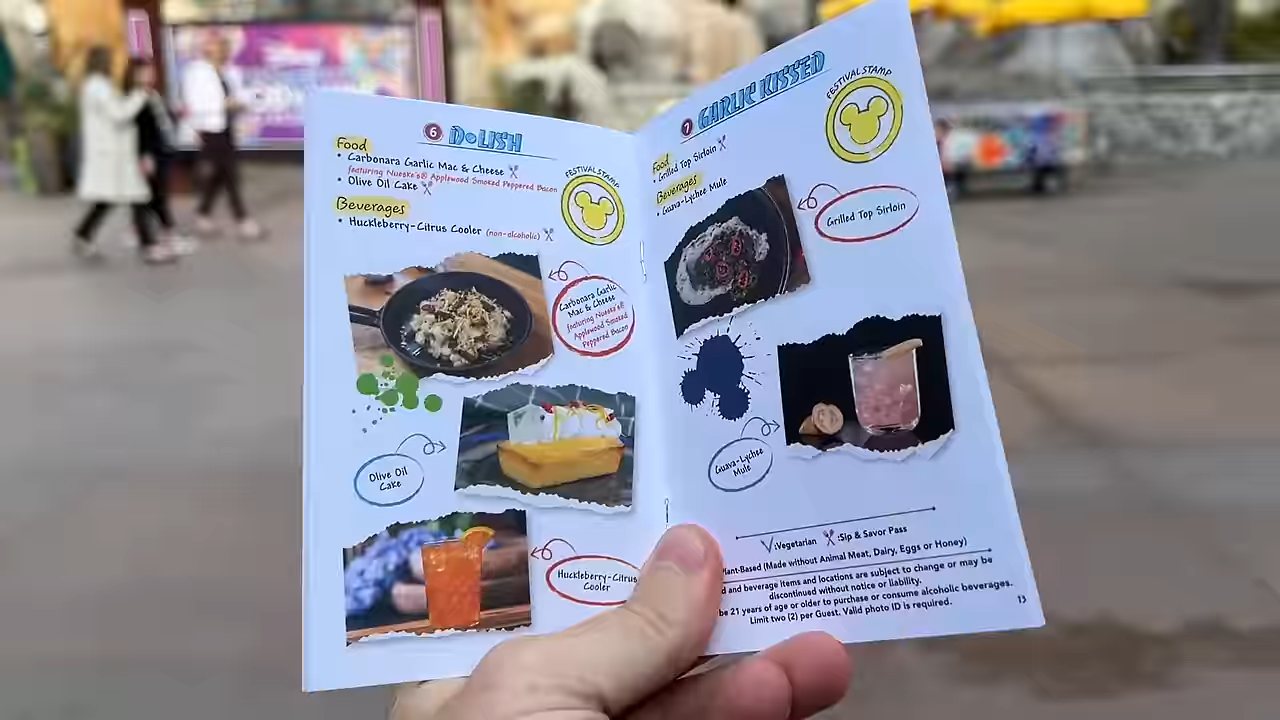 6 D•LISH
Food
• Carbonara Garlic Mac & Cheese
featuring Nueske's® Applewood Smoked Peppered Bacon
• Olive Oil Cake
Beverages
• Huckleberry-Citrus Cooler (non-alcoholic)
FESTIVAL STAMP
Carbonara Garlic
Mac & Cheese
featuring Nueske's®
Applewood Smoked
Peppered Bacon
Olive Oil
Cake
Huckleberry-Citrus
Cooler
7 GARLIC KISSED
Food
• Grilled Top Sirloin
Beverages
• Guava-Lychee Mule
FESTIVAL STAMP
Grilled Top Sirloin
Guava-Lychee
Mule
:Vegetarian :Sip & Savor Pass
Plant-Based (Made without Animal Meat, Dairy, Eggs or Honey)
and beverage items and locations are subject to change or may be
discontinued without notice or liability.
be 21 years of age or older to purchase or consume alcoholic beverages.
Limit two (2) per Guest. Valid photo ID is required.
13